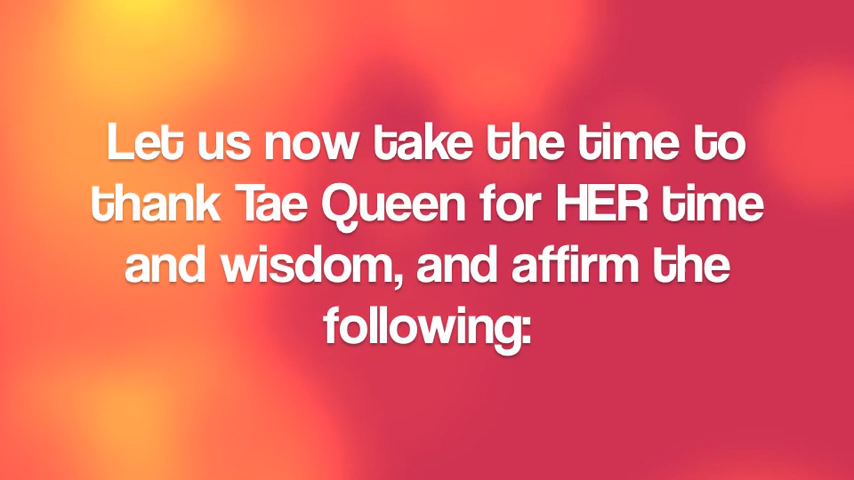 Let us now take the time to
thank Tae Queen for HER time
and wisdom, and affirm the
following: